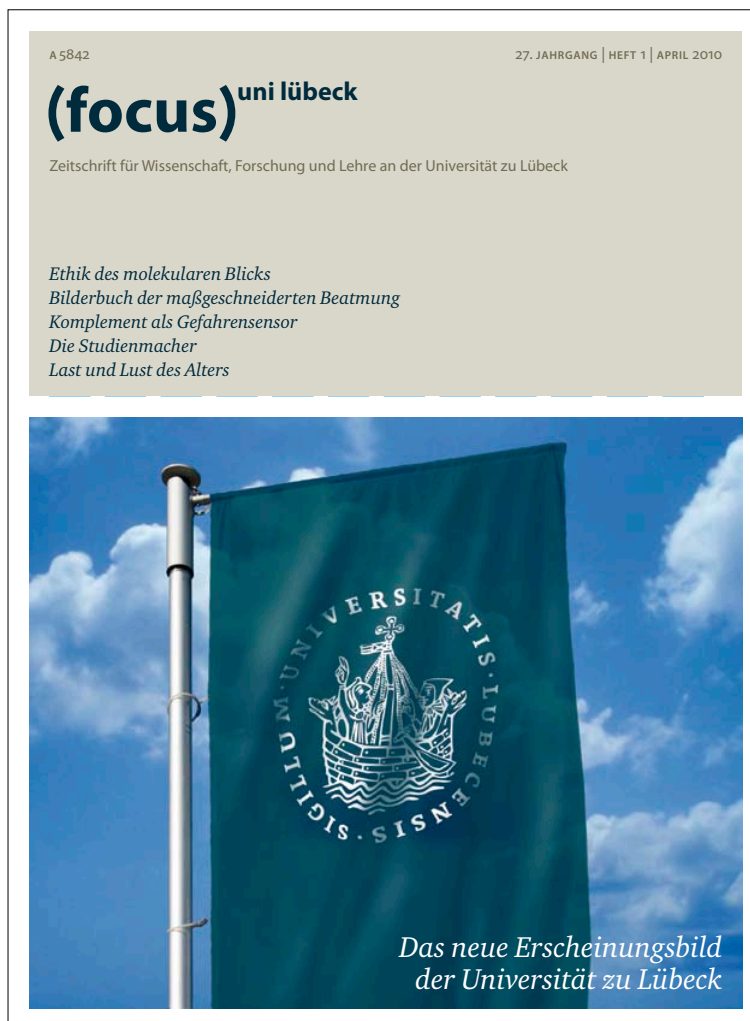 A 5842
27. JAHRGANG | HEFT 1 | APRIL 2010
(focus) uni lübeck
Zeitschrift für Wissenschaft, Forschung und Lehre an der Universität zu Lübeck
Ethik des molekularen Blicks
Bilderbuch der maßgeschneiderten Beatmung
Komplement als Gefahrensensor
Die Studienmacher
Last und Lust des Alters
SIGILLUM · UNIVERSITATIS · LUBECENSIS ·
Das neue Erscheinungsbild
der Universität zu Lübeck